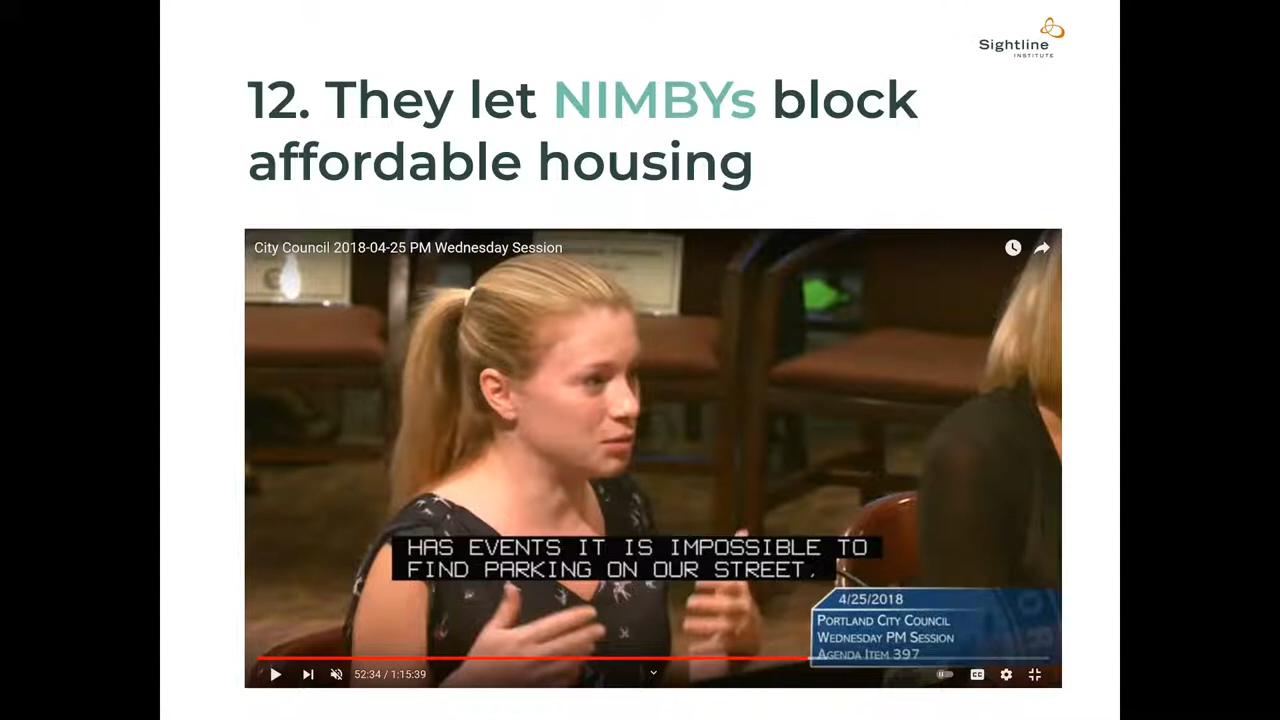 Sightline
INSTITUTE
12. They let NIMBYs block
affordable housing
City Council 2018-04-25 PM Wednesday Session
HAS EVENTS IT IS IMPOSSIBLE TO
FIND PARKING ON OUR STREET,
4/25/2018
PORTLAND CITY COUNCIL
WEDNESDAY PM SESSION
AGENDA ITEM 397
52:34 / 1:15:39
CC